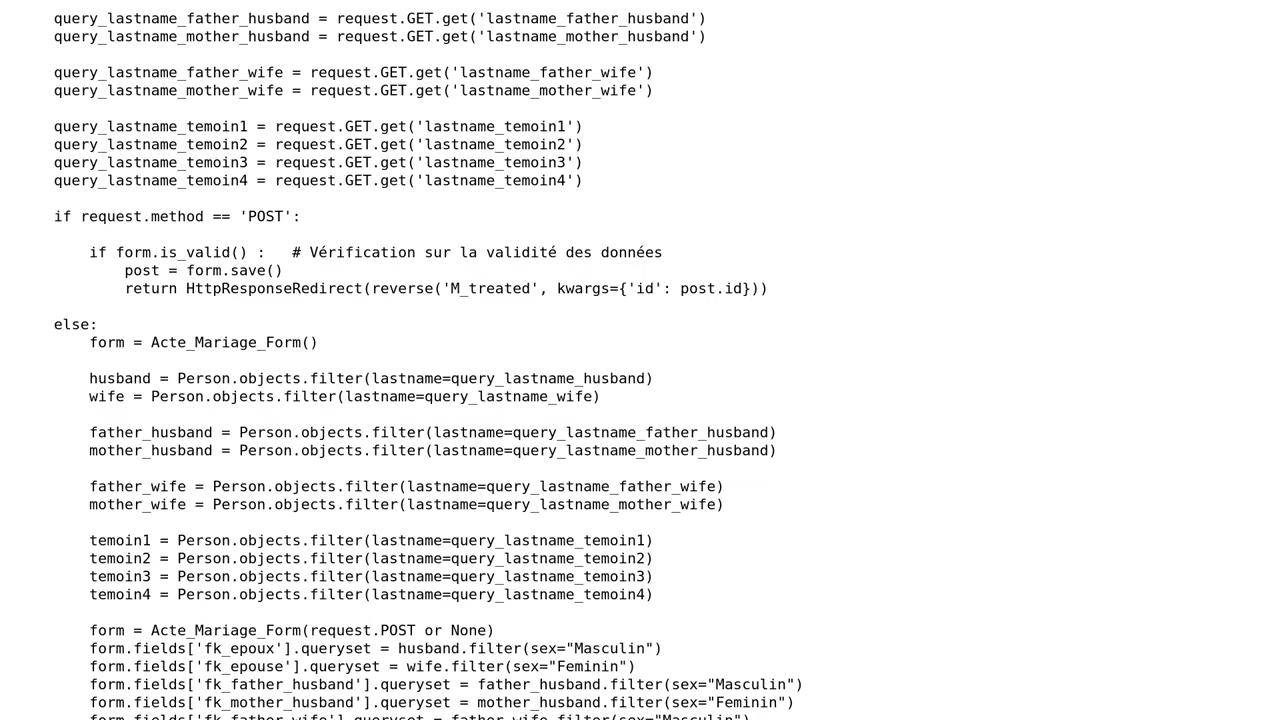 query_lastname_father_husband = request.GET.get('lastname_father_husband')
query_lastname_mother_husband = request.GET.get('lastname_mother_husband')
query_lastname_father_wife = request.GET.get('lastname_father_wife')
query_lastname_mother_wife = request.GET.get('lastname_mother_wife')
query_lastname_temoin1 = request.GET.get('lastname_temoin1')
query_lastname_temoin2 = request.GET.get('lastname_temoin2')
query_lastname_temoin3 = request.GET.get('lastname_temoin3')
query_lastname_temoin4 = request.GET.get('lastname_temoin4')
if request.method == 'POST':
if form.is_valid() :   # Vérification sur la validité des données
post = form.save()
return HttpResponseRedirect(reverse('M_treated', kwargs={'id': post.id}))
else:
form = Acte_Mariage_Form()
husband = Person.objects.filter(lastname=query_lastname_husband)
wife = Person.objects.filter(lastname=query_lastname_wife)
father_husband = Person.objects.filter(lastname=query_lastname_father_husband)
mother_husband = Person.objects.filter(lastname=query_lastname_mother_husband)
father_wife = Person.objects.filter(lastname=query_lastname_father_wife)
mother_wife = Person.objects.filter(lastname=query_lastname_mother_wife)
temoin1 = Person.objects.filter(lastname=query_lastname_temoin1)
temoin2 = Person.objects.filter(lastname=query_lastname_temoin2)
temoin3 = Person.objects.filter(lastname=query_lastname_temoin3)
temoin4 = Person.objects.filter(lastname=query_lastname_temoin4)
form = Acte_Mariage_Form(request.POST or None)
form.fields['fk_epoux'].queryset = husband.filter(sex="Masculin")
form.fields['fk_epouse'].queryset = wife.filter(sex="Feminin")
form.fields['fk_father_husband'].queryset = father_husband.filter(sex="Masculin")
form.fields['fk_mother_husband'].queryset = mother_husband.filter(sex="Feminin")
form.fields['fk_father_wife'].queryset = father_wife.filter(sex="Masculin")